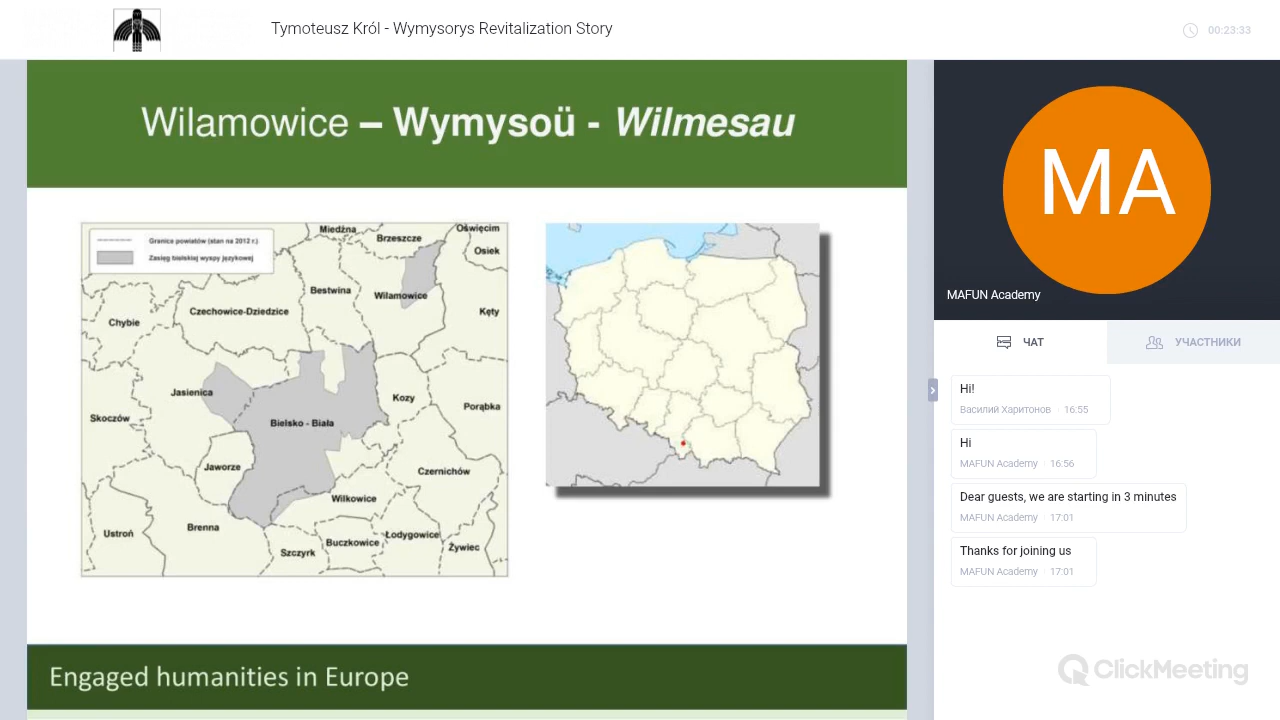 Tymoteusz Król - Wymysorys Revitalization Story
00:23:33
Wilamowice – Wymysoü - Wilmesau
Granice powiatów (stan na 2012 r.)
Zasięg bielskiej wyspy językowej
Miedźna
Brzeszcze
Oświęcim
Osiek
Bestwina
Wilamowice
Czechowice-Dziedzice
Kęty
Chybie
Jasienica
Kozy
Porąbka
Skoczów
Bielsko - Biała
Jaworze
Czernichów
Wilkowice
Ustroń
Brenna
Szczyrk
Buczkowice
Łodygowice
Żywiec
Engaged humanities in Europe
MA
MAFUN Academy
ЧАТ
УЧАСТНИКИ
Hi!
Василий Харитонов 16:55
Hi
MAFUN Academy 16:56
Dear guests, we are starting in 3 minutes
MAFUN Academy 17:01
Thanks for joining us
MAFUN Academy 17:01
ClickMeeting